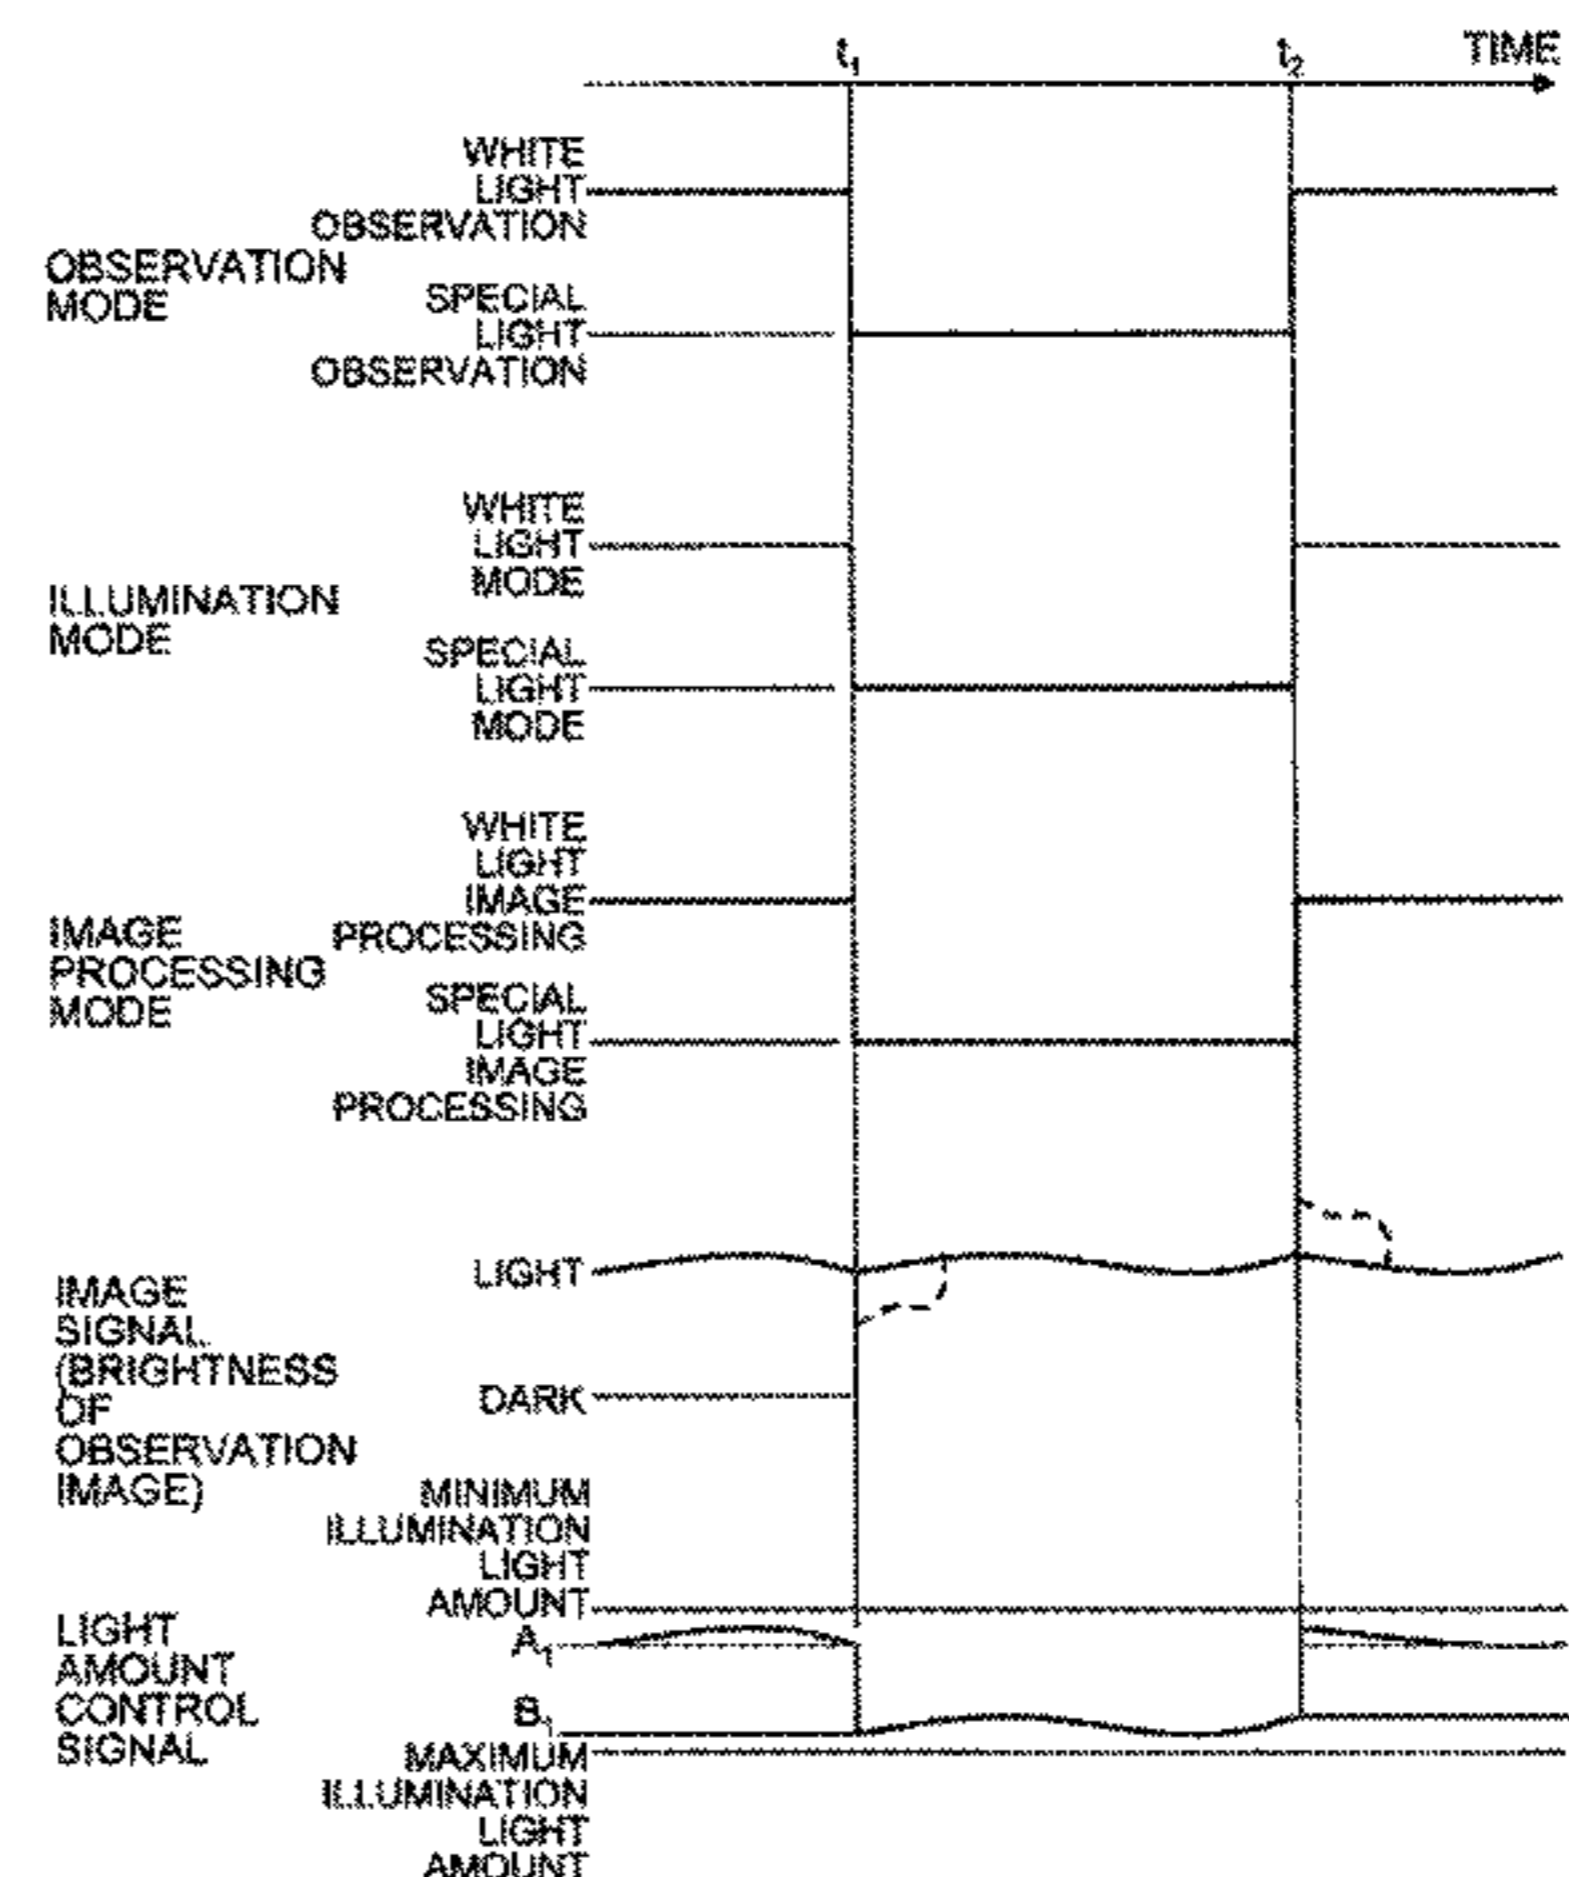 t1
t2
TIME
WHITE
LIGHT
OBSERVATION
OBSERVATION
MODE
SPECIAL
LIGHT
OBSERVATION
WHITE
LIGHT
MODE
ILLUMINATION
MODE
SPECIAL
LIGHT
MODE
WHITE
LIGHT
IMAGE
PROCESSING
IMAGE
PROCESSING
MODE
SPECIAL
LIGHT
IMAGE
PROCESSING
LIGHT
IMAGE
SIGNAL
(BRIGHTNESS
OF
OBSERVATION
IMAGE)
DARK
MINIMUM
ILLUMINATION
LIGHT
AMOUNT
LIGHT
AMOUNT
CONTROL
SIGNAL
A1
B1
MAXIMUM
ILLUMINATION
LIGHT
AMOUNT